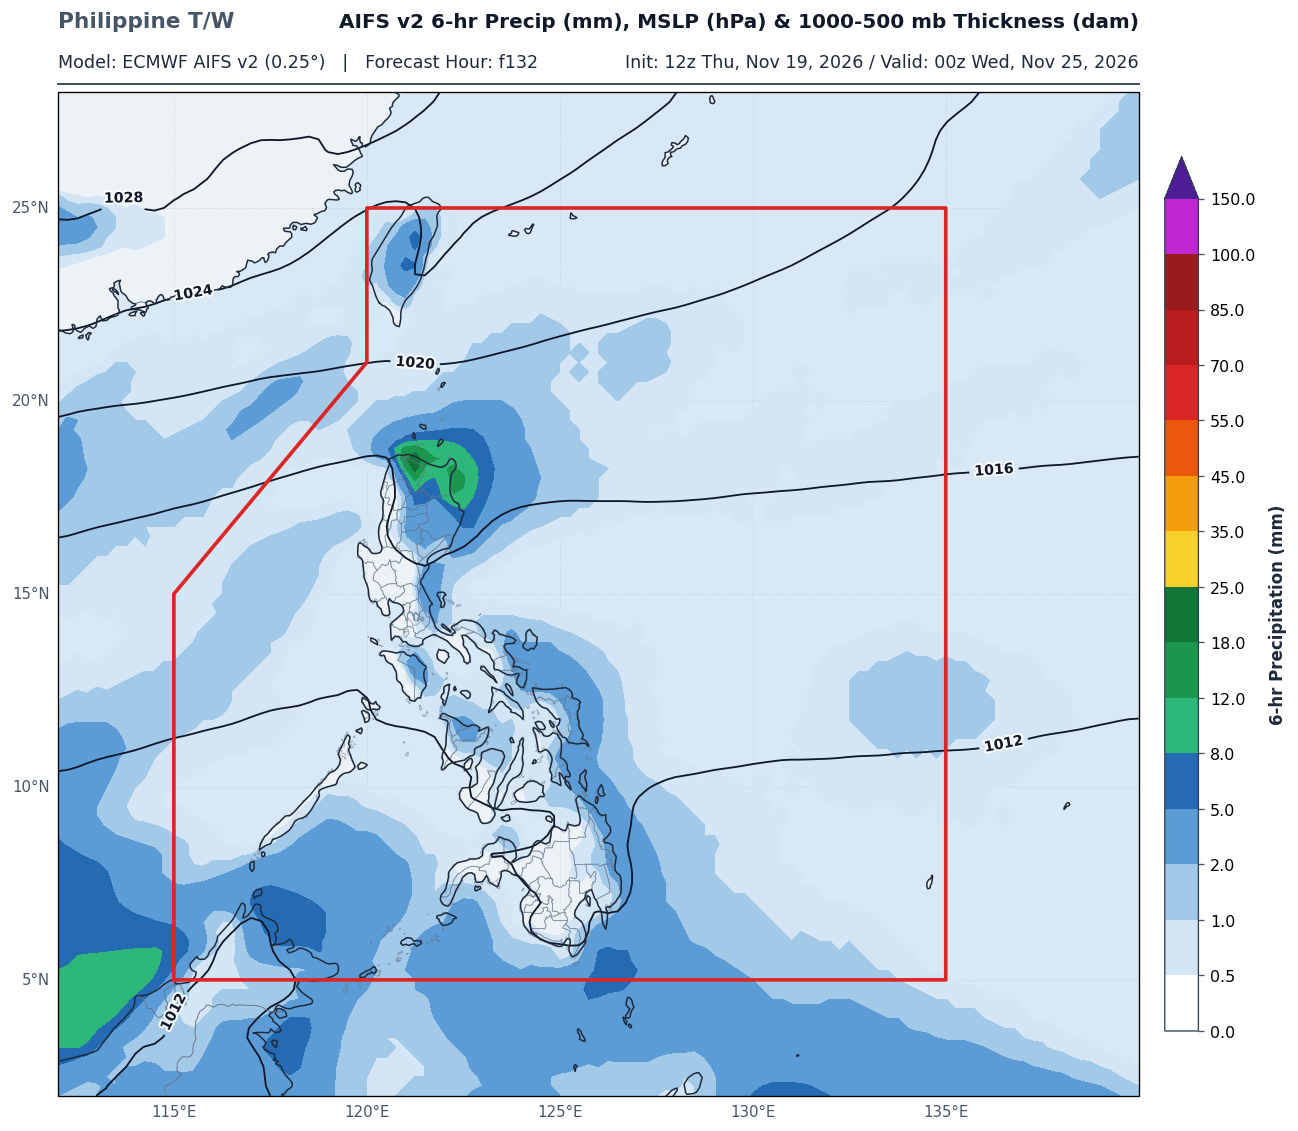 Philippine T/W
AIFS v2 6-hr Precip (mm), MSLP (hPa) & 1000-500 mb Thickness (dam)
Model: ECMWF AIFS v2 (0.25°) | Forecast Hour: f132
Init: 12z Thu, Nov 19, 2026 / Valid: 00z Wed, Nov 25, 2026
1028
25°N
1024
1020
20°N
1016
15°N
1012
10°N
5°N
1012
115°E
120°E
125°E
130°E
135°E
150.0
100.0
85.0
70.0
55.0
45.0
35.0
25.0
18.0
12.0
8.0
5.0
2.0
1.0
0.5
0.0
6-hr Precipitation (mm)